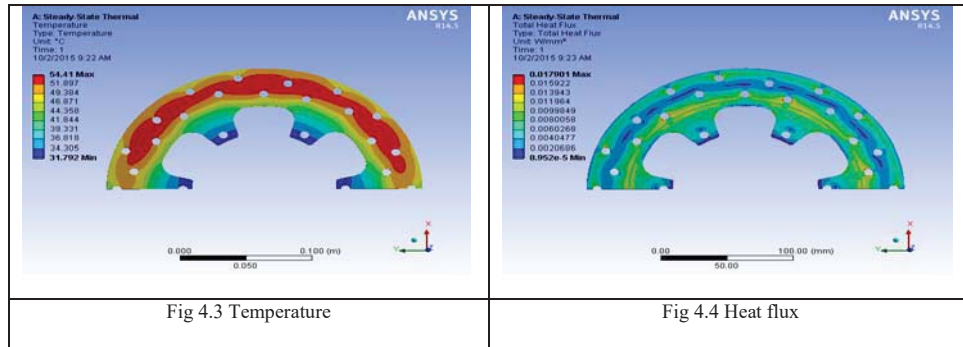 A: Steady-State Thermal
Temperature
Type: Temperature
Unit: °C
Time: 1
10/2/2015 9:22 AM
54.41 Max
51.897
49.384
46.871
44.358
41.844
39.331
36.818
34.305
31.792 Min
ANSYS
R14.5
0.000
0.100 (m)
0.050
X
Y
Z
A: Steady-State Thermal
Total Heat Flux
Type: Total Heat Flux
Unit: W/mm²
Time: 1
10/2/2015 9:23 AM
0.017901 Max
0.015922
0.013943
0.011964
0.0099849
0.0080058
0.0060268
0.0040477
0.0020686
8.952e-5 Min
ANSYS
R14.5
0.00
100.00 (mm)
50.00
X
Y
Z
Fig 4.3 Temperature
Fig 4.4 Heat flux